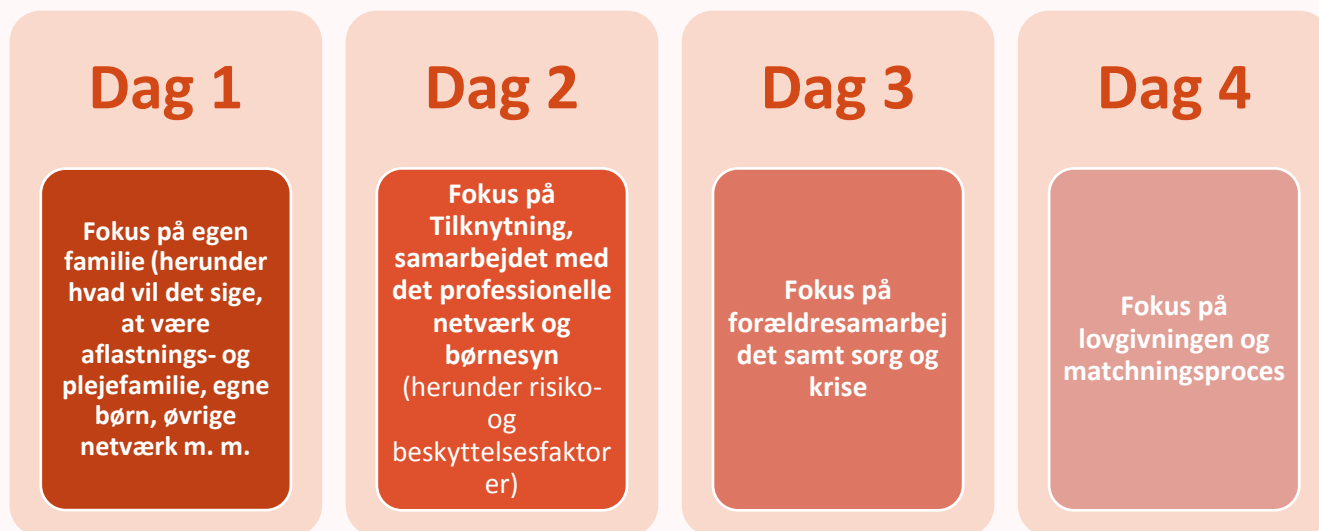 Dag 1
Fokus på egen
familie (herunder
hvad vil det sige,
at være
aflastnings- og
plejefamilie, egne
børn, øvrige
netværk m. m.
Dag 2
Fokus på
Tilknytning,
samarbejdet med
det professionelle
netværk og
børnesyn
(herunder risiko-
og
beskyttelsesfaktor
er)
Dag 3
Fokus på
forældresamarbej
det samt sorg og
krise
Dag 4
Fokus på
lovgivningen og
matchningsproces